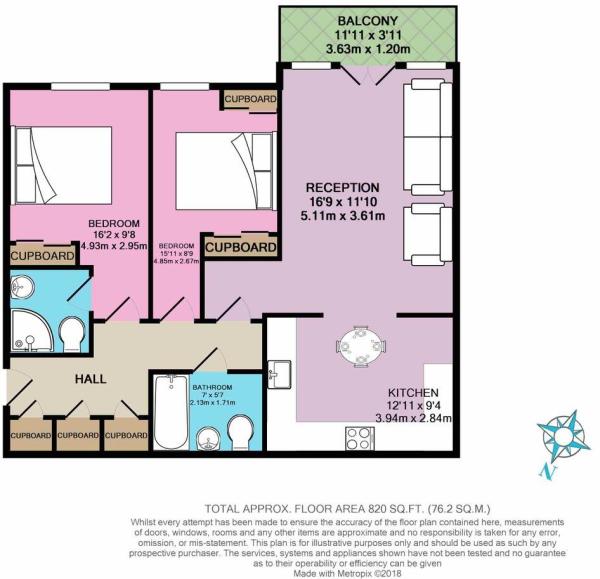 BALCONY
11'11 x 3'11
3.63m x 1.20m
CUPBOARD
RECEPTION
16'9 x 11'10
5.11m x 3.61m
BEDROOM
16'2 x 9'8
4.93m x 2.95m
BEDROOM
15'11 x 8'9
4.85m x 2.67m
CUPBOARD
CUPBOARD
HALL
BATHROOM
7' x 5'7
2.13m x 1.71m
KITCHEN
12'11 x 9'4
3.94m x 2.84m
CUPBOARD
CUPBOARD
CUPBOARD
N
TOTAL APPROX. FLOOR AREA 820 SQ.FT. (76.2 SQ.M.)
Whilst every attempt has been made to ensure the accuracy of the floor plan contained here, measurements
of doors, windows, rooms and any other items are approximate and no responsibility is taken for any error,
omission, or mis-statement. This plan is for illustrative purposes only and should be used as such by any
prospective purchaser. The services, systems and appliances shown have not been tested and no guarantee
as to their operability or efficiency can be given
Made with Metropix ©2018